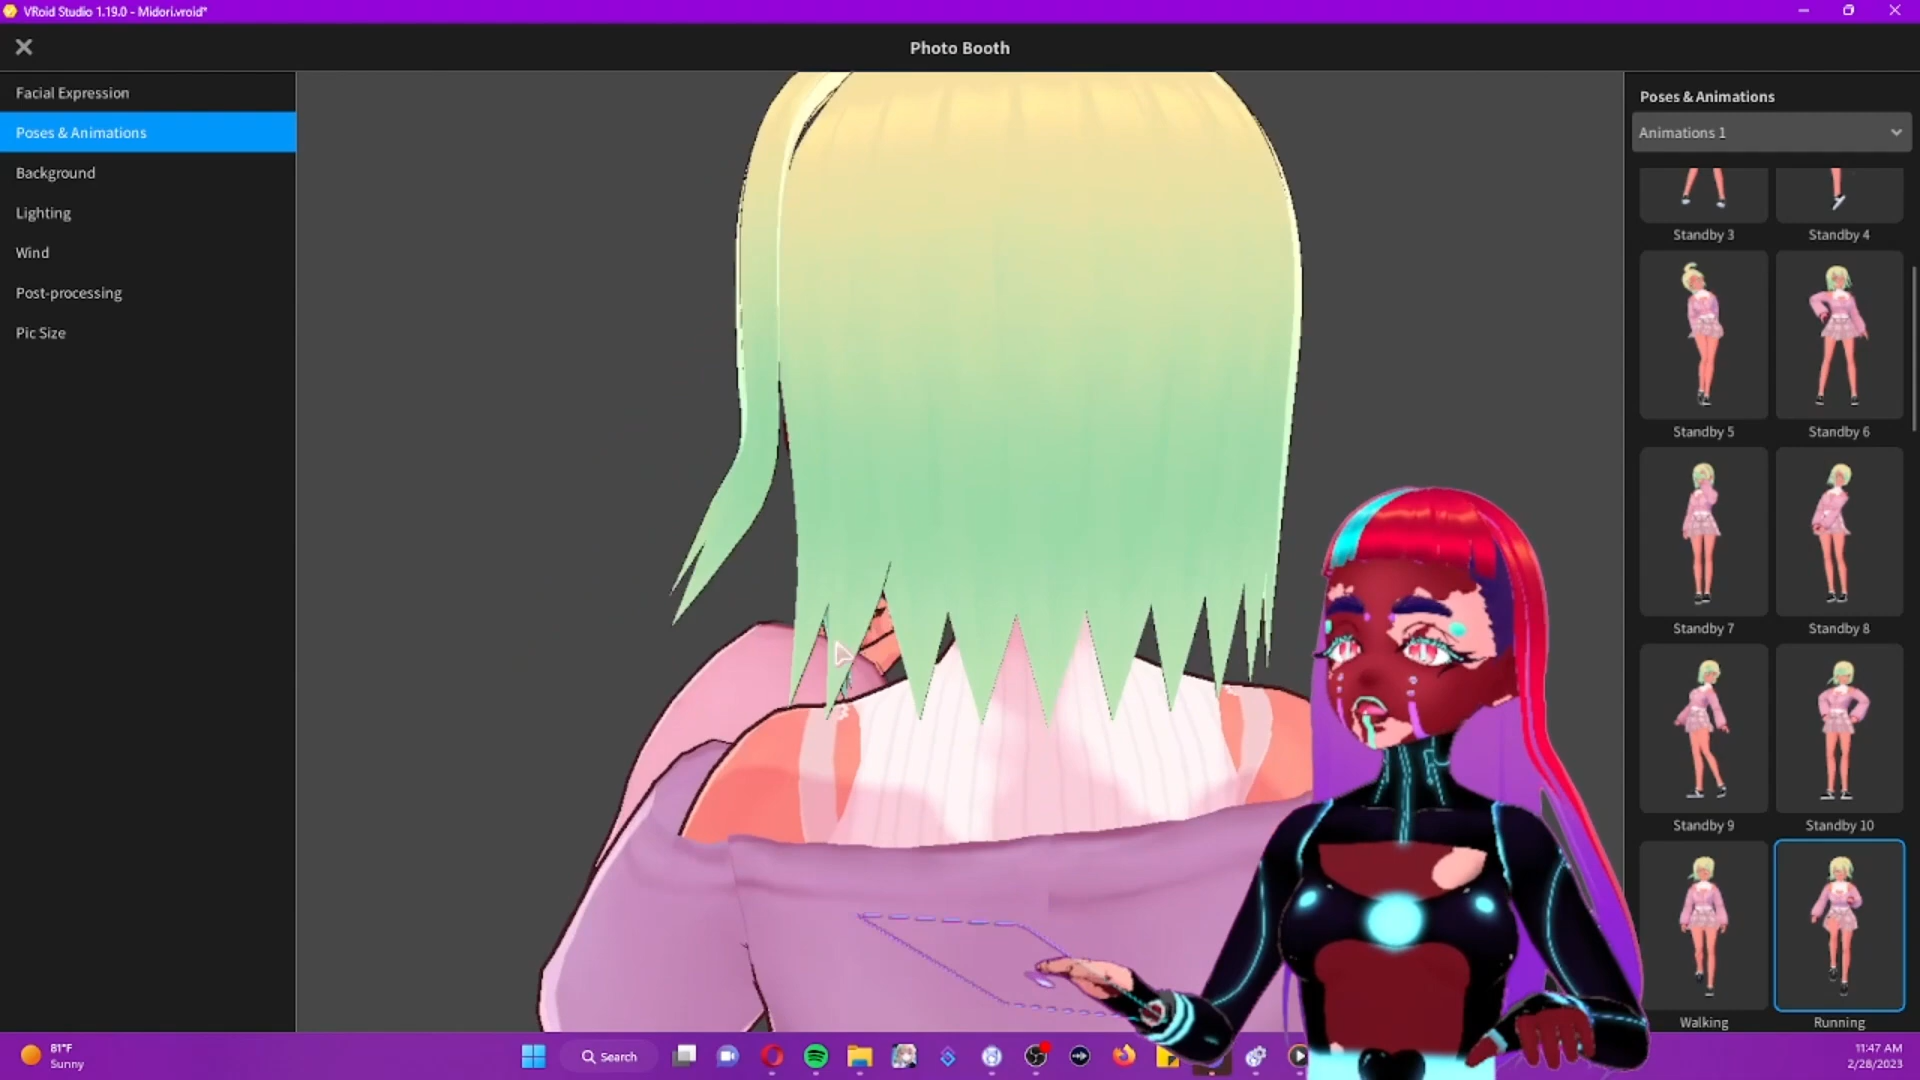 VRoid Studio 1.19.0 - Midori.vroid*
Photo Booth
Facial Expression
Poses & Animations
Background
Lighting
Wind
Post-processing
Pic Size
Poses & Animations
Animations 1
Standby 3
Standby 4
Standby 5
Standby 6
Standby 7
Standby 8
Standby 9
Standby 10
Walking
Running
81°F
Sunny
Search
11:47 AM
2/28/2023